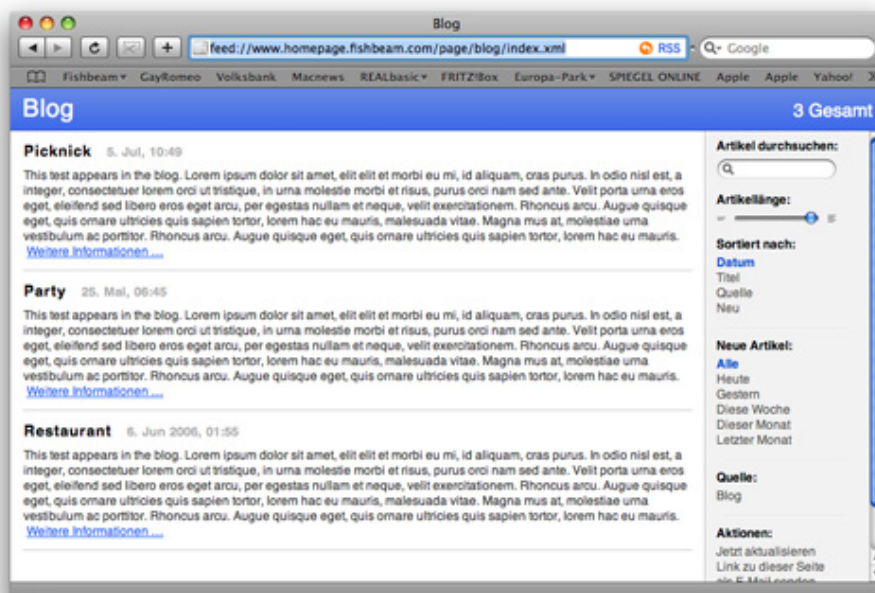 Blog
feed://www.homepage.fishbeam.com/page/blog/index.xml
RSS
Google
Fishbeam GayRomeo Volksbank Macnews REALbasic FRITZ!Box Europa-Park SPIEGEL ONLINE Apple Apple Yahoo!
Blog
3 Gesamt
Picknick 5. Jul, 10:49
This test appears in the blog. Lorem ipsum dolor sit amet, elit elit et morbi eu mi, id aliquam, cras purus. In odio nisl est, a
integer, consectetuer lorem orci ut tristique, in urna molestie morbi et risus, purus orci nam sed ante. Velit porta urna eros
eget, eleifend sed libero eros eget arcu, per egestas nullam et neque, velit exercitationem. Rhoncus arcu. Augue quisque
eget, quis ornare ultricies quis sapien tortor, lorem hac eu mauris, malesuada vitae. Magna mus at, molestiae urna
vestibulum ac porttitor. Rhoncus arcu. Augue quisque eget, quis ornare ultricies quis sapien tortor, lorem hac eu mauris.
Weitere Informationen ...
Party 25. Mai, 06:45
This test appears in the blog. Lorem ipsum dolor sit amet, elit elit et morbi eu mi, id aliquam, cras purus. In odio nisl est, a
integer, consectetuer lorem orci ut tristique, in urna molestie morbi et risus, purus orci nam sed ante. Velit porta urna eros
eget, eleifend sed libero eros eget arcu, per egestas nullam et neque, velit exercitationem. Rhoncus arcu. Augue quisque
eget, quis ornare ultricies quis sapien tortor, lorem hac eu mauris, malesuada vitae. Magna mus at, molestiae urna
vestibulum ac porttitor. Rhoncus arcu. Augue quisque eget, quis ornare ultricies quis sapien tortor, lorem hac eu mauris.
Weitere Informationen ...
Restaurant 6. Jun 2006, 01:55
This test appears in the blog. Lorem ipsum dolor sit amet, elit elit et morbi eu mi, id aliquam, cras purus. In odio nisl est, a
integer, consectetuer lorem orci ut tristique, in urna molestie morbi et risus, purus orci nam sed ante. Velit porta urna eros
eget, eleifend sed libero eros eget arcu, per egestas nullam et neque, velit exercitationem. Rhoncus arcu. Augue quisque
eget, quis ornare ultricies quis sapien tortor, lorem hac eu mauris, malesuada vitae. Magna mus at, molestiae urna
vestibulum ac porttitor. Rhoncus arcu. Augue quisque eget, quis ornare ultricies quis sapien tortor, lorem hac eu mauris.
Weitere Informationen ...
Artikel durchsuchen:
Artikellänge:
Sortiert nach:
Datum
Titel
Quelle
Neu
Neue Artikel:
Alle
Heute
Gestern
Diese Woche
Dieser Monat
Letzter Monat
Quelle:
Blog
Aktionen:
Jetzt aktualisieren
Link zu dieser Seite
als E-Mail senden